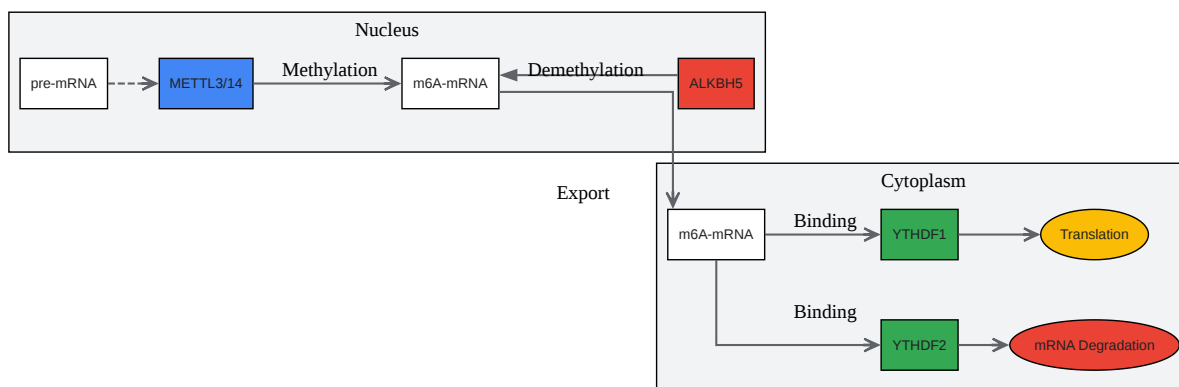 Nucleus
pre-mRNA
METTL3/14
Methylation
m6A-mRNA
Demethylation
ALKBH5
Export
Cytoplasm
m6A-mRNA
Binding
YTHDF1
Translation
Binding
YTHDF2
mRNA Degradation